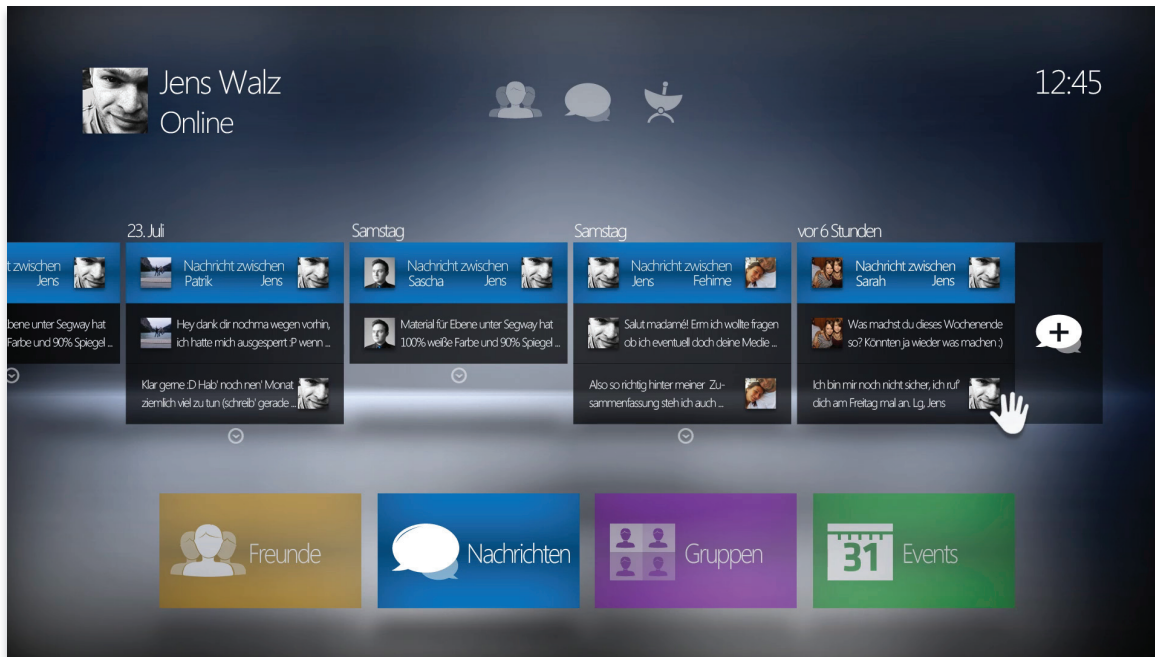 Jens Walz
Online
12:45
23. Juli
Samstag
Samstag
vor 6 Stunden
t zwischen
Jens
bene unter Segway hat
Farbe und 90% Spiegel ...
Nachricht zwischen
Patrik Jens
Hey dank dir nochma wegen vorhin,
ich hatte mich ausgesperrt :P wenn ...
Klar gerne :D Hab' noch nen' Monat
ziemlich viel zu tun (schreib' gerade ...
Nachricht zwischen
Sascha Jens
Material für Ebene unter Segway hat
100% weiße Farbe und 90% Spiegel ...
Nachricht zwischen
Jens Fehime
Salut madamé! Erm ich wollte fragen
ob ich eventuell doch deine Medie ...
Also so richtig hinter meiner Zu-
sammenfassung steh ich auch ...
Nachricht zwischen
Sarah Jens
Was machst du dieses Wochenende
so? Könnten ja wieder was machen :)
Ich bin mir noch nicht sicher, ich ruf'
dich am Freitag mal an. Lg, Jens
Freunde
Nachrichten
Gruppen
31
Events